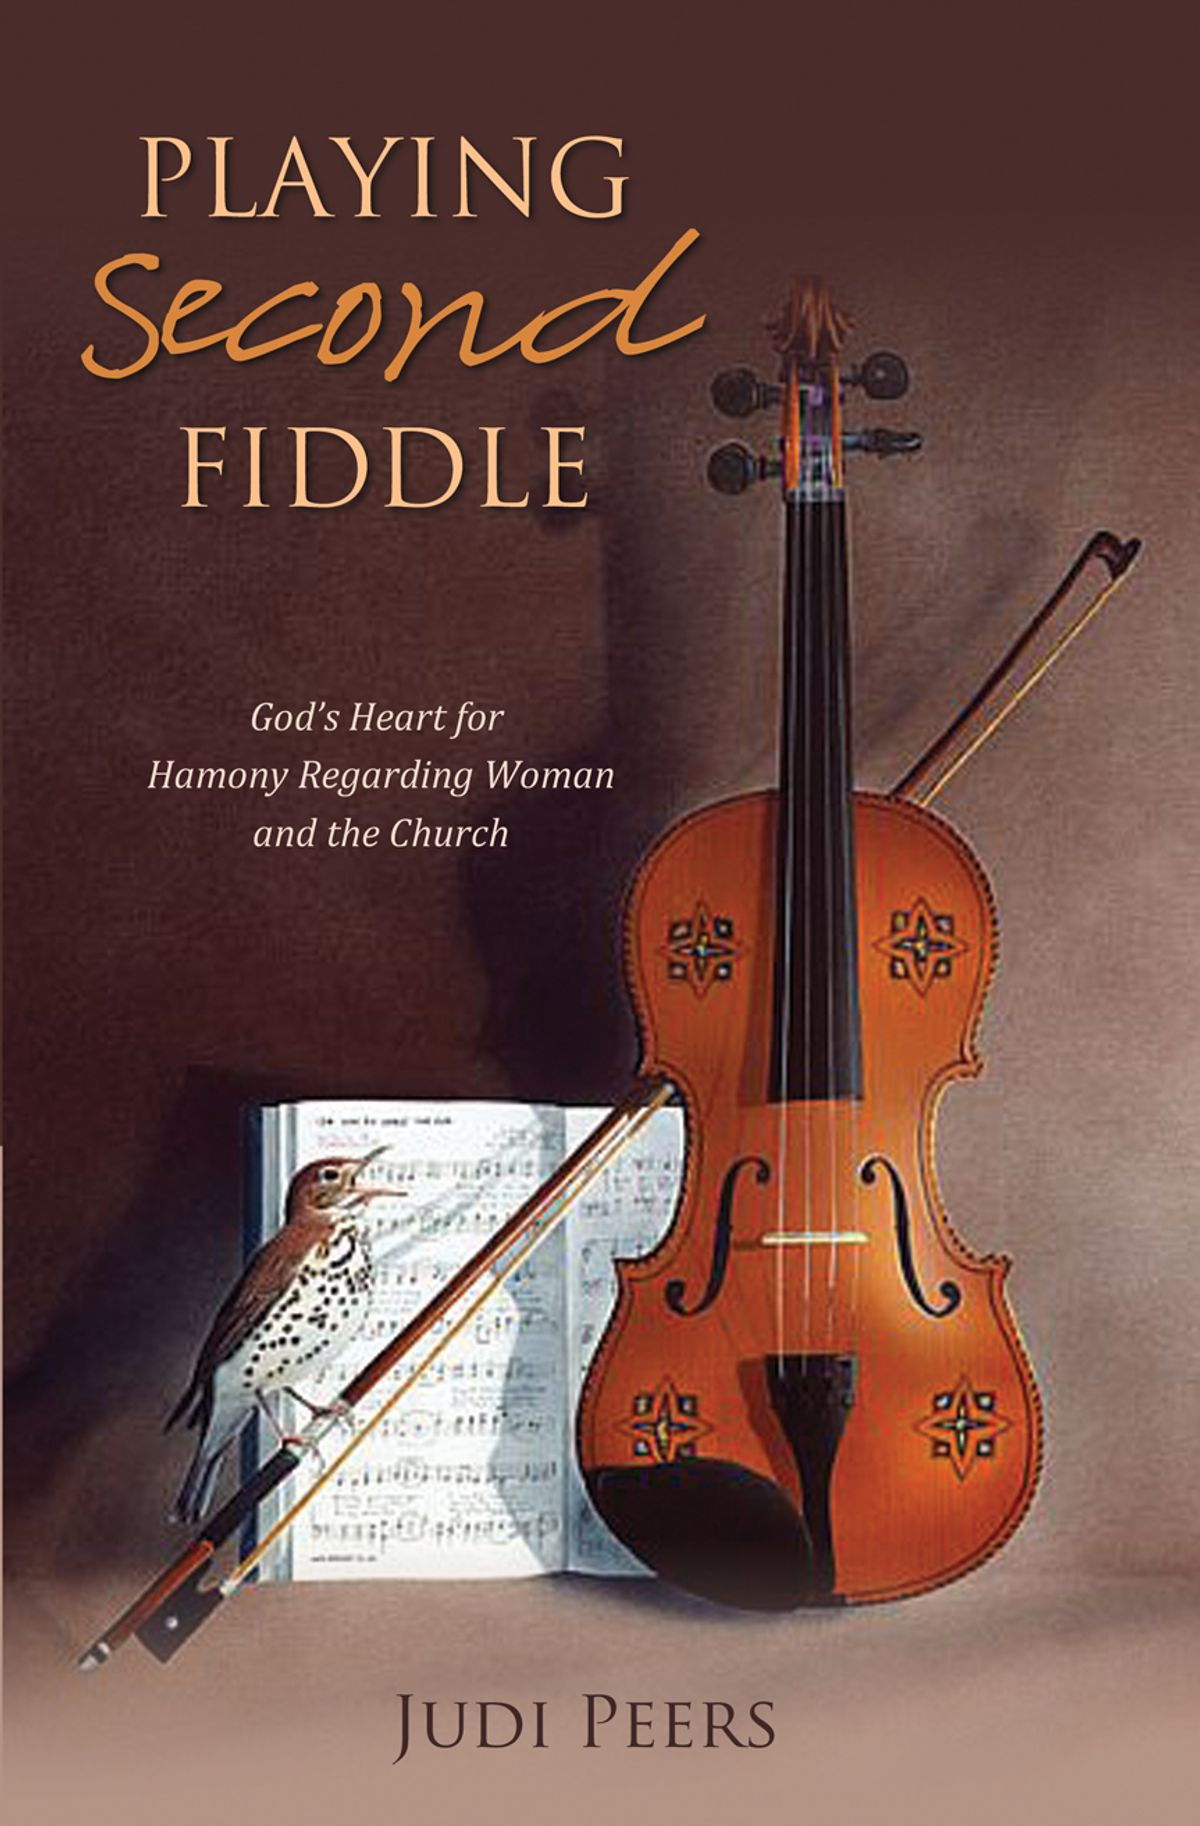 PLAYING
Second
FIDDLE
God's Heart for
Hamony Regarding Woman
and the Church
JUDI PEERS